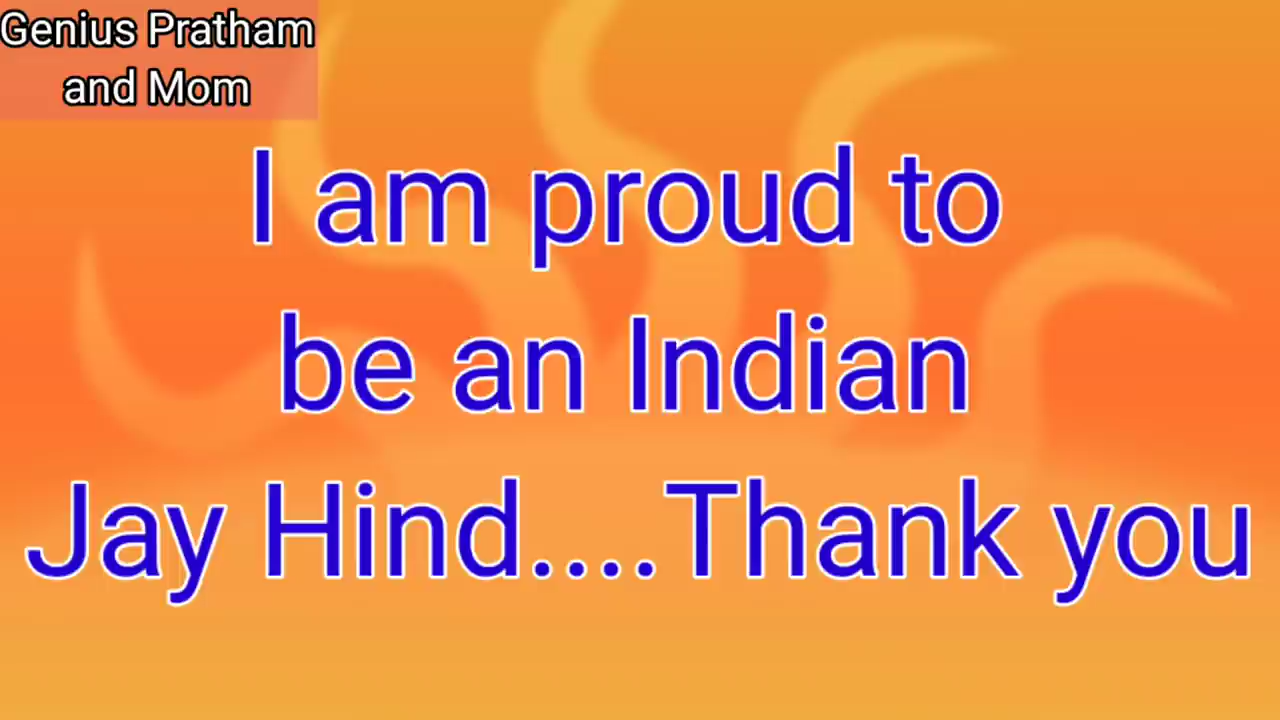 Genius Pratham
and Mom
I am proud to
be an Indian
Jay Hind....Thank you